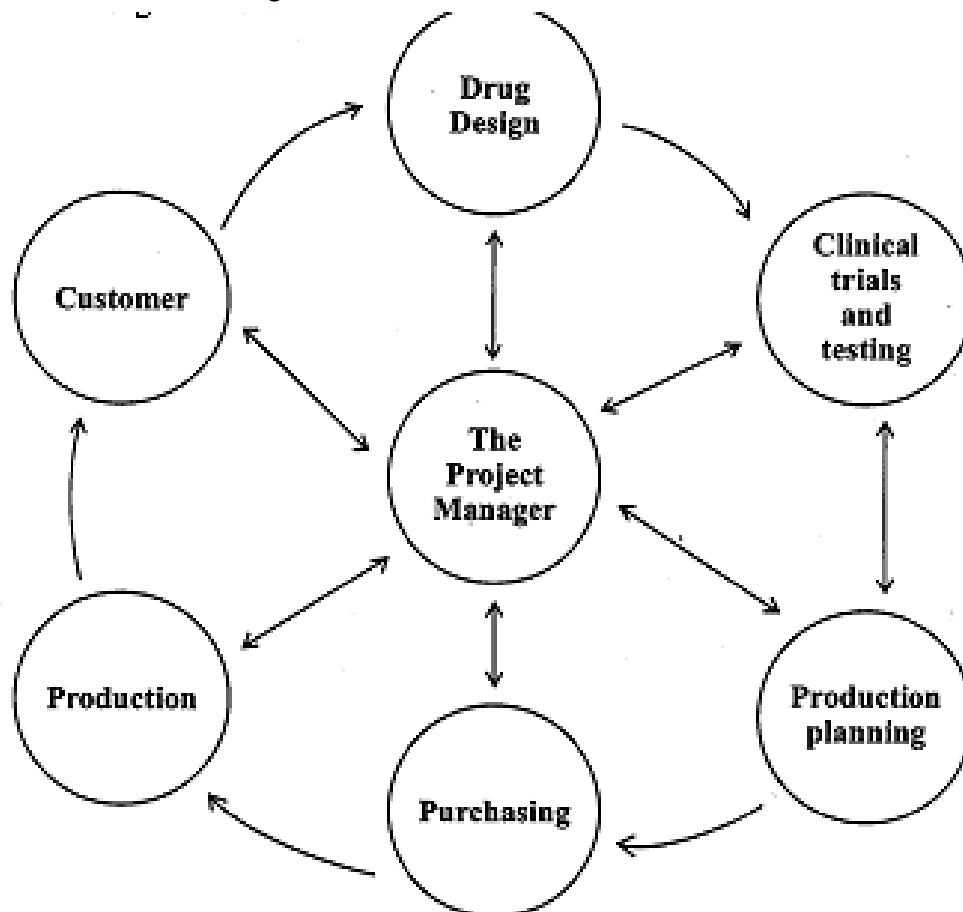 Drug
Design
Clinical
trials
and
testing
Customer
The
Project
Manager
Production
Production
planning
Purchasing